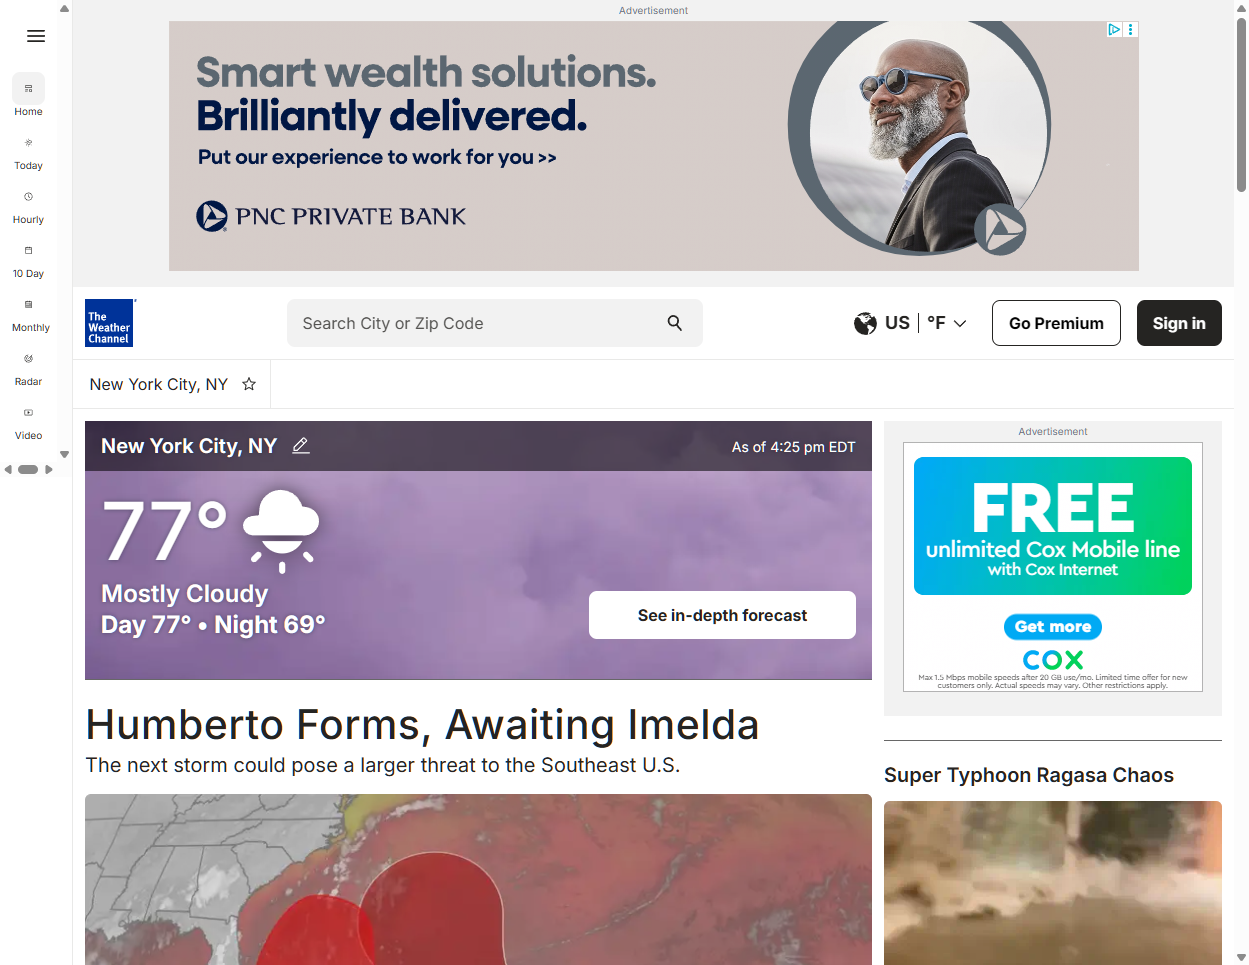 Advertisement
Smart wealth solutions.
Brilliantly delivered.
Put our experience to work for you >>
PNC PRIVATE BANK
Home
Today
Hourly
10 Day
Monthly
Radar
Video
The
Weather
Channel
Search City or Zip Code
US | °F
Go Premium
Sign in
New York City, NY
New York City, NY
As of 4:25 pm EDT
77°
Mostly Cloudy
Day 77° • Night 69°
See in-depth forecast
Advertisement
FREE
unlimited Cox Mobile line
with Cox Internet
Get more
COX
Max 1.5 Mbps mobile speeds after 20 GB use/mo. Limited time offer for new
customers only. Actual speeds may vary. Other restrictions apply.
Humberto Forms, Awaiting Imelda
The next storm could pose a larger threat to the Southeast U.S.
Super Typhoon Ragasa Chaos